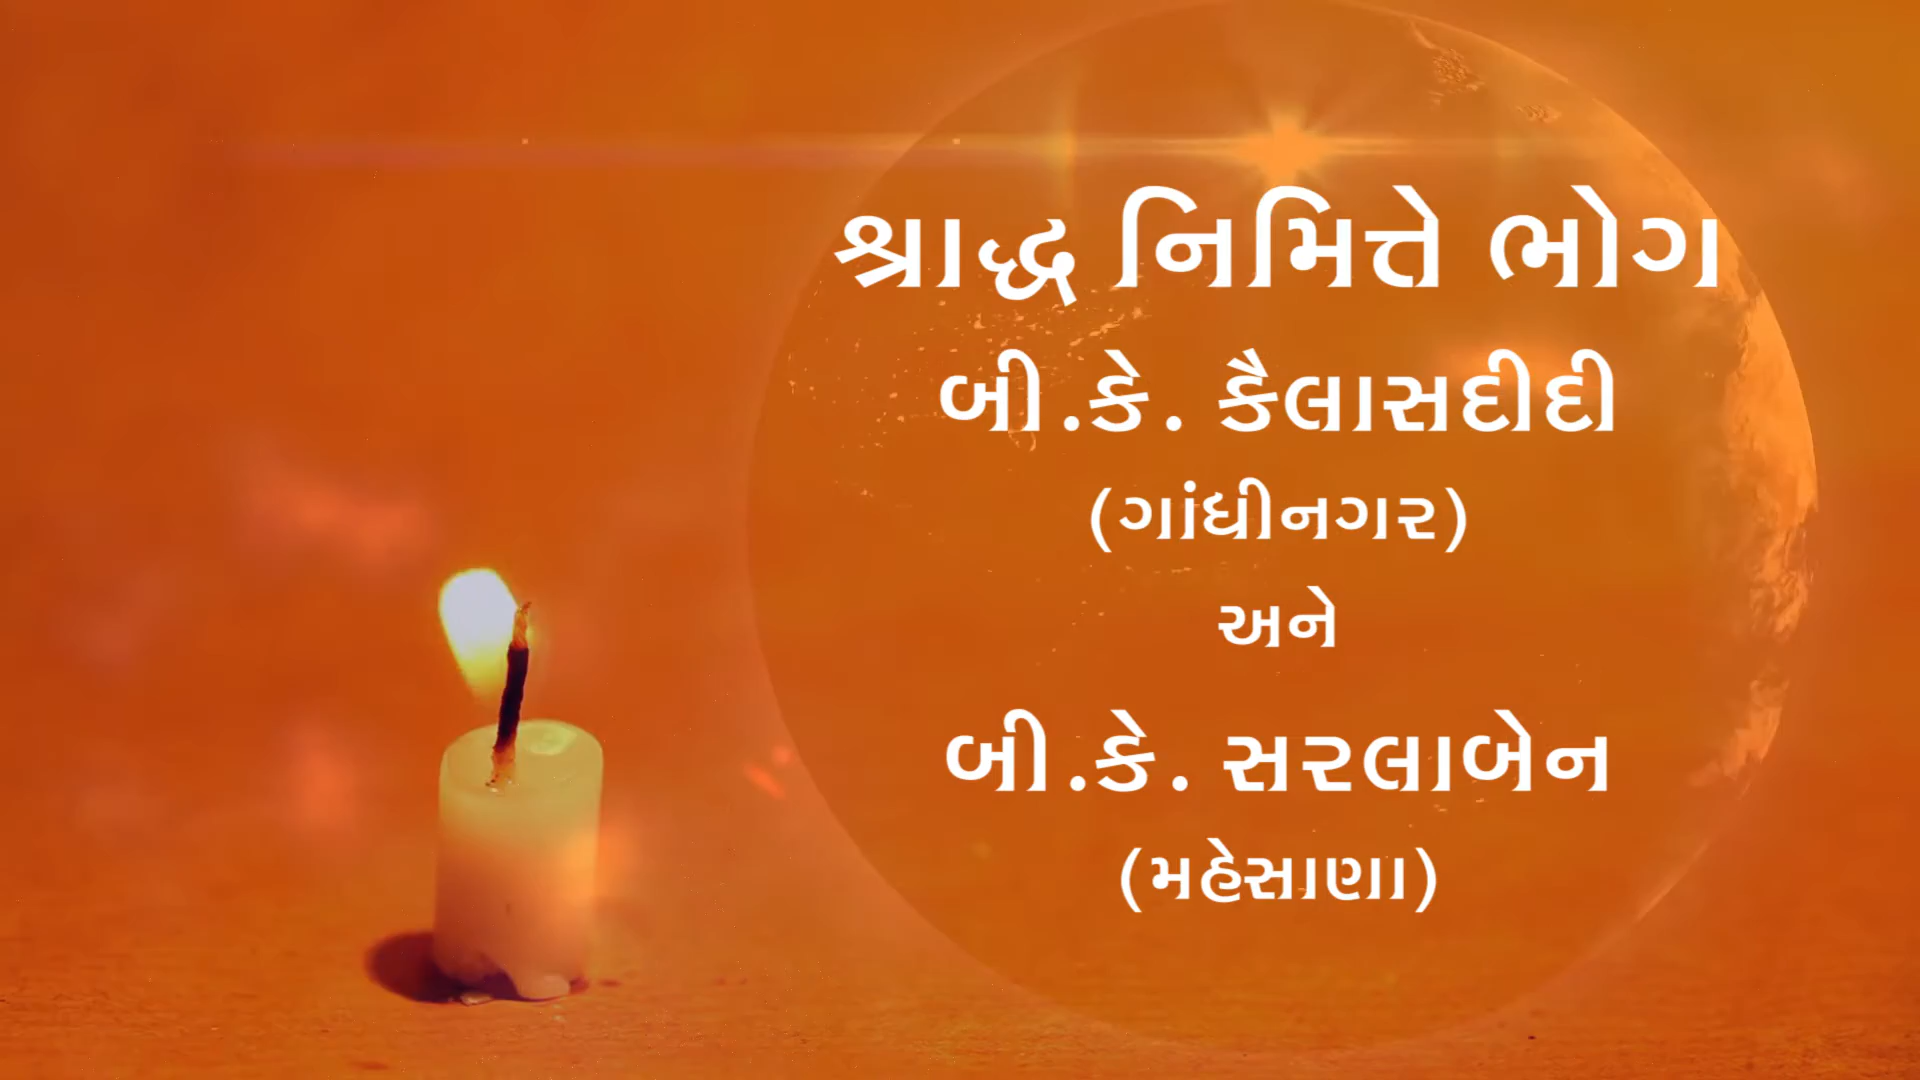 શ્રાદ્ધ નિમિત્તે ભોગ
બી.કે. કૈલાસદીદી
(ગાંધીનગર)
અને
બી.કે. સરલાબેન
(મહેસાણા)